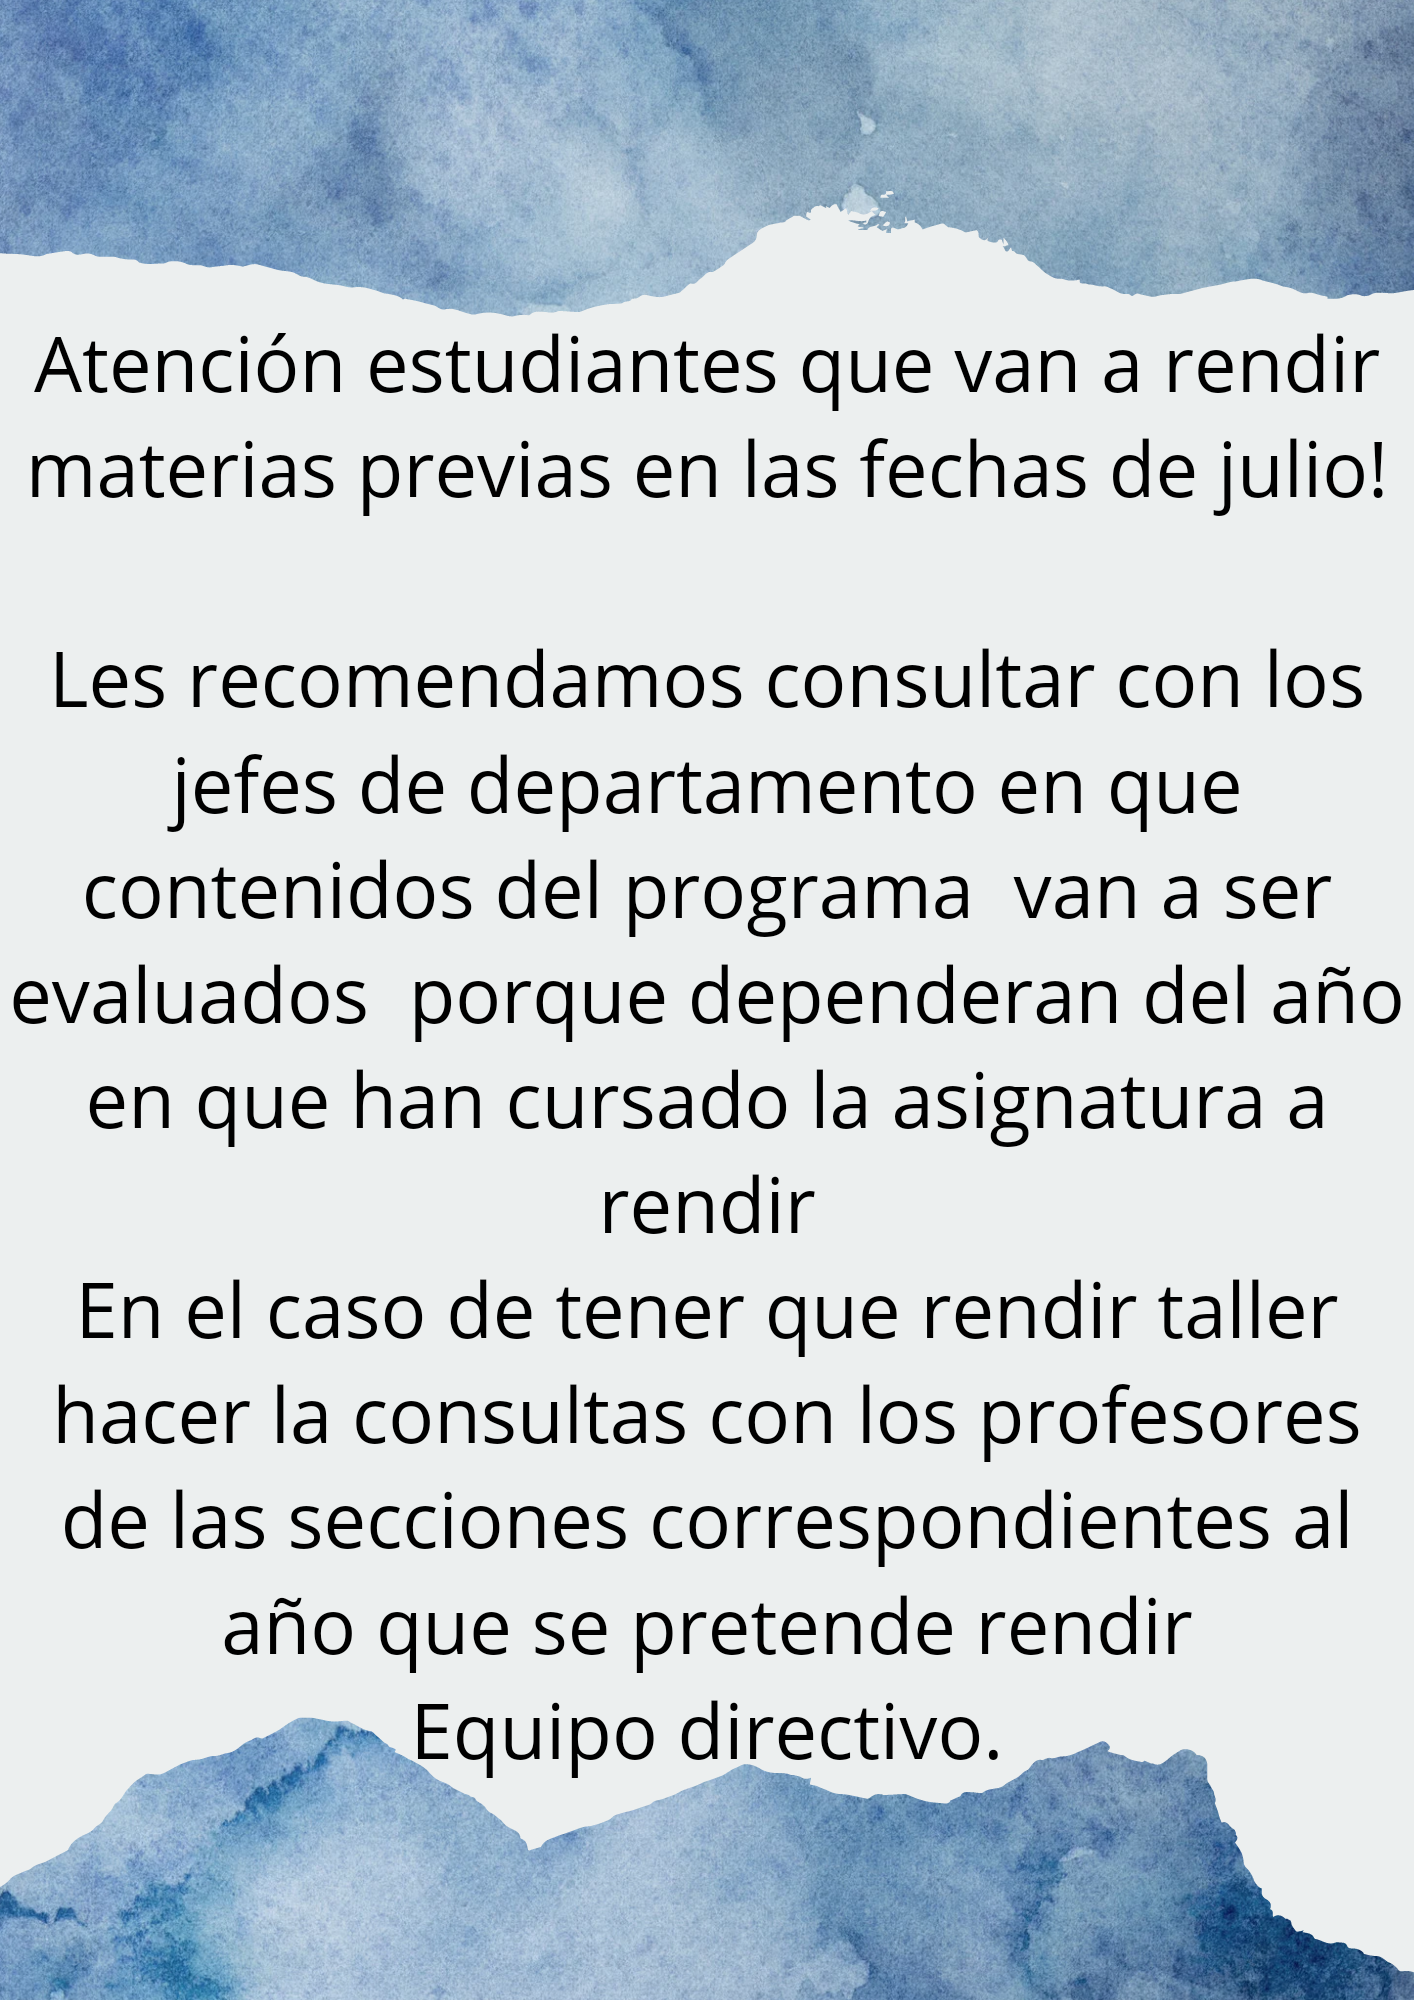 Atención estudiantes que van a rendir
materias previas en las fechas de julio!
Les recomendamos consultar con los
jefes de departamento en que
contenidos del programa  van a ser
evaluados  porque dependeran del año
en que han cursado la asignatura a
rendir
En el caso de tener que rendir taller
hacer la consultas con los profesores
de las secciones correspondientes al
año que se pretende rendir
Equipo directivo.